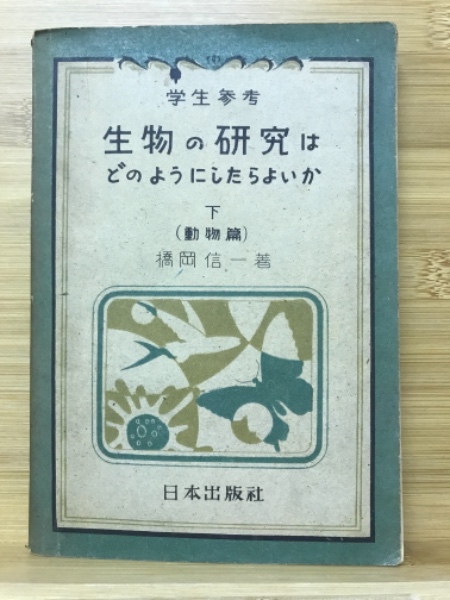 学生参考
生物の研究は
どのようにしたらよいか
下
(動物篇)
橋岡信一著
日本出版社